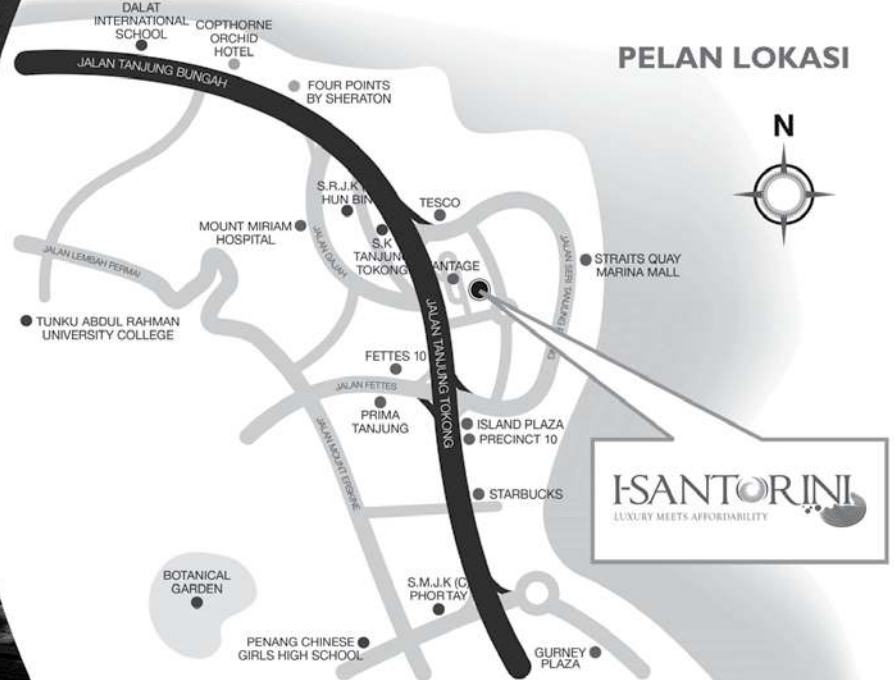 DALAT
INTERNATIONAL
SCHOOL
COPTHORNE
ORCHID
HOTEL
PELAN LOKASI
JALAN TANJUNG BUNGAH
FOUR POINTS
BY SHERATON
N
S.R.J.K
HUN BIN
TESCO
MOUNT MIRIAM
HOSPITAL
JALAN GAJAH
S.K
TANJUNG
TOKONG
JALAN SERI TANJUNG
STRAITS QUAY
MARINA MALL
JALAN LEMBAH PERMAI
ANTAGE
TUNKU ABDUL RAHMAN
UNIVERSITY COLLEGE
JALAN TANJUNG TOKONG
FETTES 10
JALAN FETTES
PRIMA
TANJUNG
ISLAND PLAZA
PRECINCT 10
JALAN MOUNT ERSKINE
STARBUCKS
I-SANTORINI
LUXURY MEETS AFFORDABILITY
BOTANICAL
GARDEN
S.M.J.K (C
PHOR TAY
PENANG CHINESE
GIRLS HIGH SCHOOL
GURNEY
PLAZA